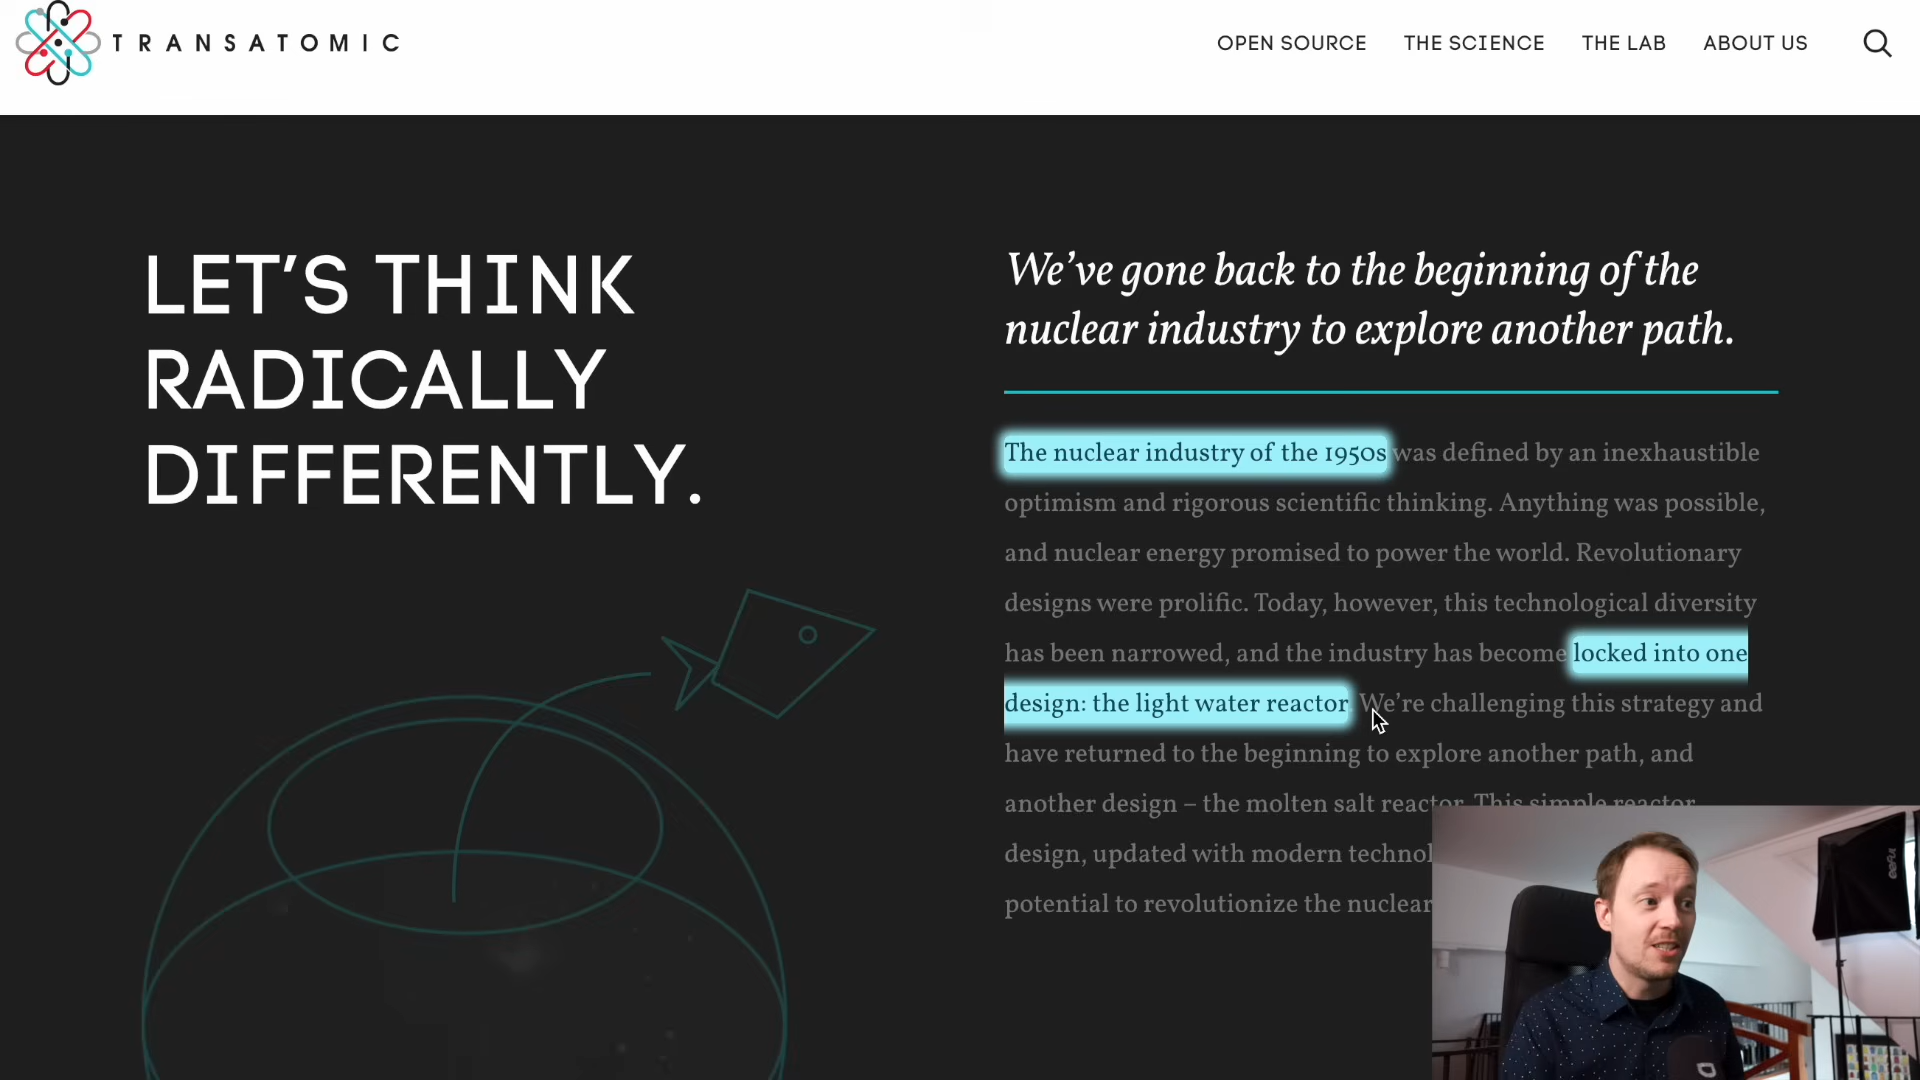 TRANSATOMIC
OPEN SOURCE THE SCIENCE THE LAB ABOUT US
LET'S THINK
RADICALLY
DIFFERENTLY.
We've gone back to the beginning of the
nuclear industry to explore another path.
The nuclear industry of the 1950s was defined by an inexhaustible
optimism and rigorous scientific thinking. Anything was possible,
and nuclear energy promised to power the world. Revolutionary
designs were prolific. Today, however, this technological diversity
has been narrowed, and the industry has become locked into one
design: the light water reactor. We're challenging this strategy and
have returned to the beginning to explore another path, and
another design – the molten salt reactor. This simple reactor
design, updated with modern technol
potential to revolutionize the nuclear